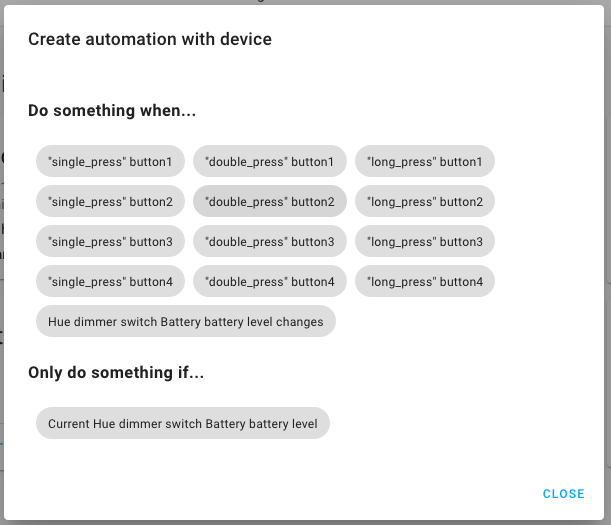 Create automation with device
Do something when...
"single_press" button1 "double_press" button1 "long_press" button1
"single_press" button2 "double_press" button2 "long_press" button2
"single_press" button3 "double_press" button3 "long_press" button3
"single_press" button4 "double_press" button4 "long_press" button4
Hue dimmer switch Battery battery level changes
Only do something if...
Current Hue dimmer switch Battery battery level
CLOSE